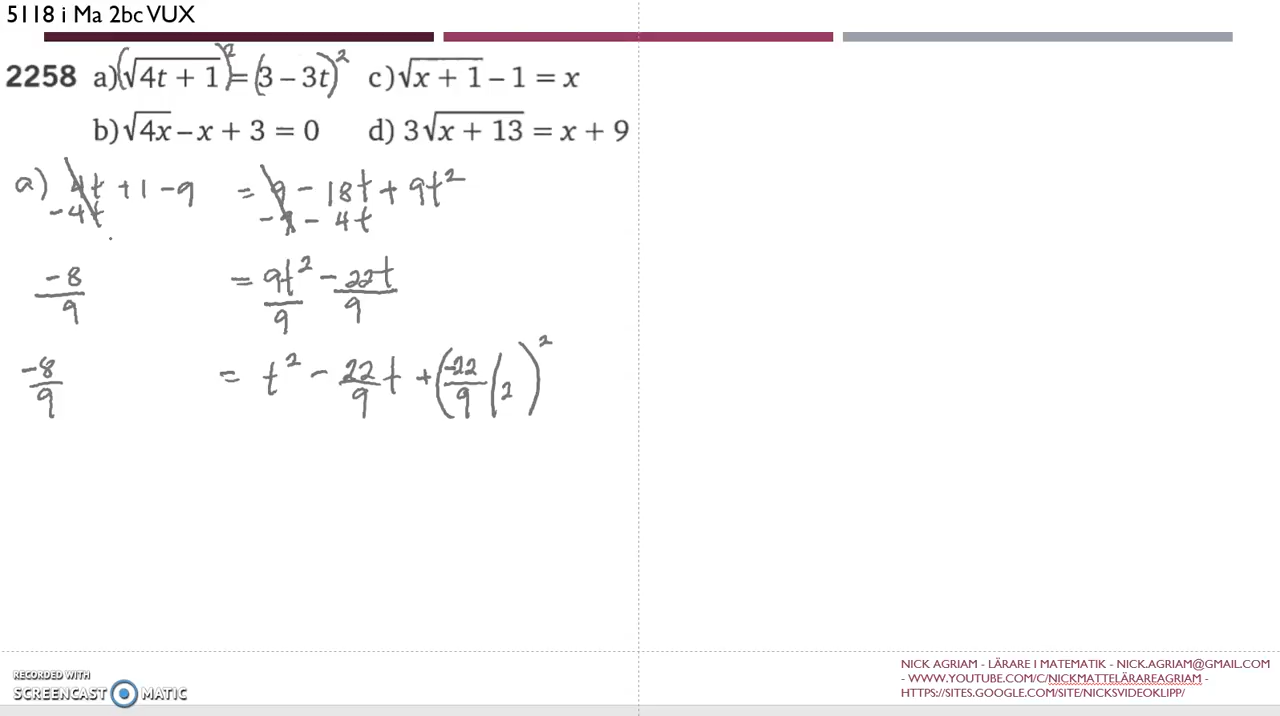 5118 i Ma 2bc VUX
2258 a) (√4t + 1)² = (3 – 3t)² c) √x + 1 – 1 = x
b) √4x – x + 3 = 0 d) 3√x + 13 = x + 9
a) 4t + 1 - 9 = 9 - 18t + 9t²
- 4t - 9 - 4t
-8/9 = 9t²/9 - 22t/9
-8/9 = t² - 22/9 t + (-22/9 / 2)²
RECORDED WITH
SCREENCAST MATIC
NICK AGRIAM - LÄRARE I MATEMATIK - NICK.AGRIAM@GMAIL.COM
- WWW.YOUTUBE.COM/C/NICKMATTELÄRAREAGRIAM -
HTTPS://SITES.GOOGLE.COM/SITE/NICKSVIDEOKLIPP/